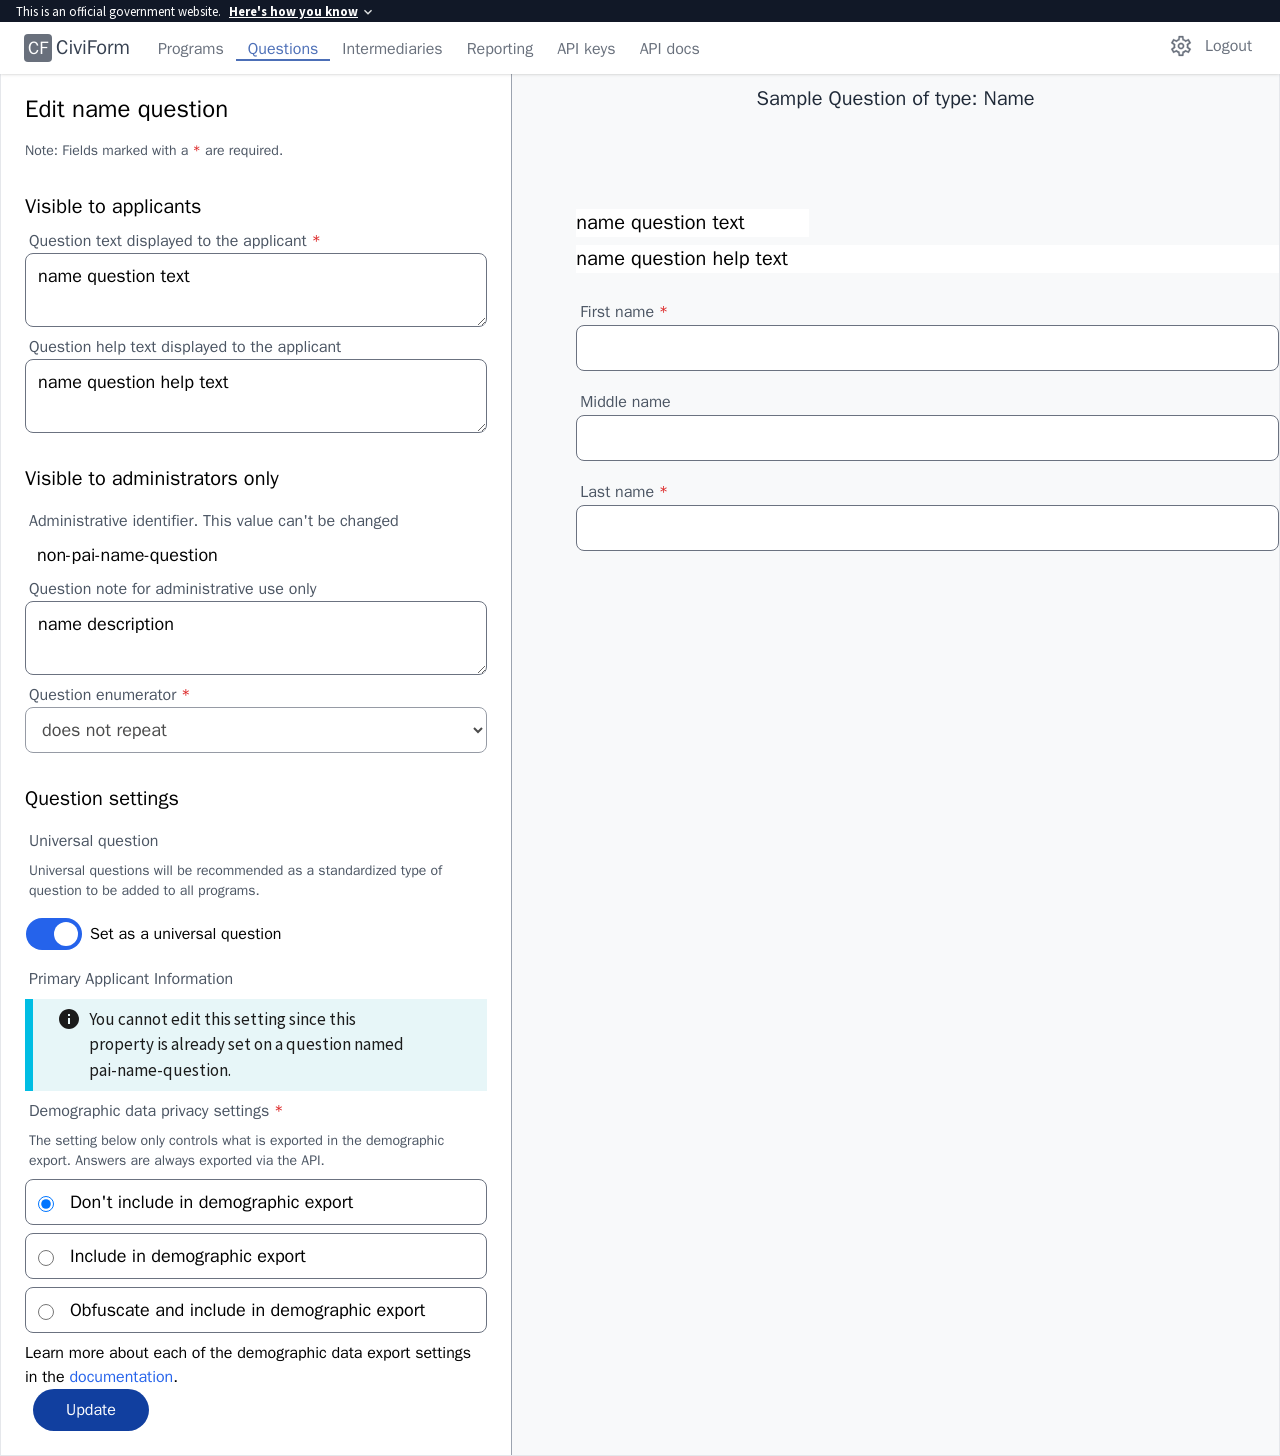 This is an official government website. Here's how you know
CF CiviForm Programs Questions Intermediaries Reporting API keys API docs Logout
Edit name question
Note: Fields marked with a * are required.
Visible to applicants
Question text displayed to the applicant *
name question text
Question help text displayed to the applicant
name question help text
Visible to administrators only
Administrative identifier. This value can't be changed
non-pai-name-question
Question note for administrative use only
name description
Question enumerator *
does not repeat
Question settings
Universal question
Universal questions will be recommended as a standardized type of
question to be added to all programs.
Set as a universal question
Primary Applicant Information
You cannot edit this setting since this
property is already set on a question named
pai-name-question.
Demographic data privacy settings *
The setting below only controls what is exported in the demographic
export. Answers are always exported via the API.
Don't include in demographic export
Include in demographic export
Obfuscate and include in demographic export
Learn more about each of the demographic data export settings
in the documentation.
Update
Sample Question of type: Name
name question text
name question help text
First name *
Middle name
Last name *